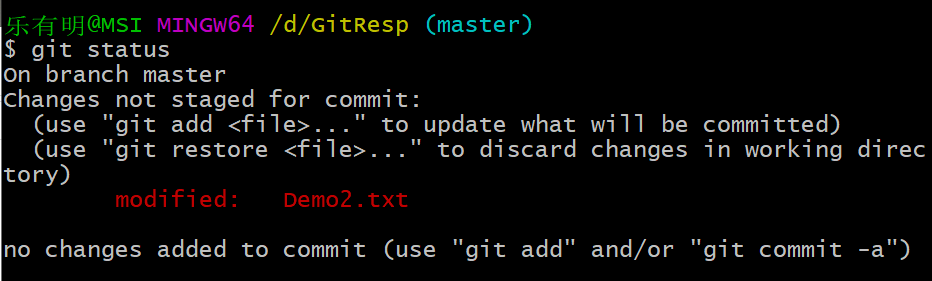 乐有明@MSI MINGW64 /d/GitResp (master)
$ git status
On branch master
Changes not staged for commit:
  (use "git add <file>..." to update what will be committed)
  (use "git restore <file>..." to discard changes in working direc
tory)
        modified:   Demo2.txt

no changes added to commit (use "git add" and/or "git commit -a")